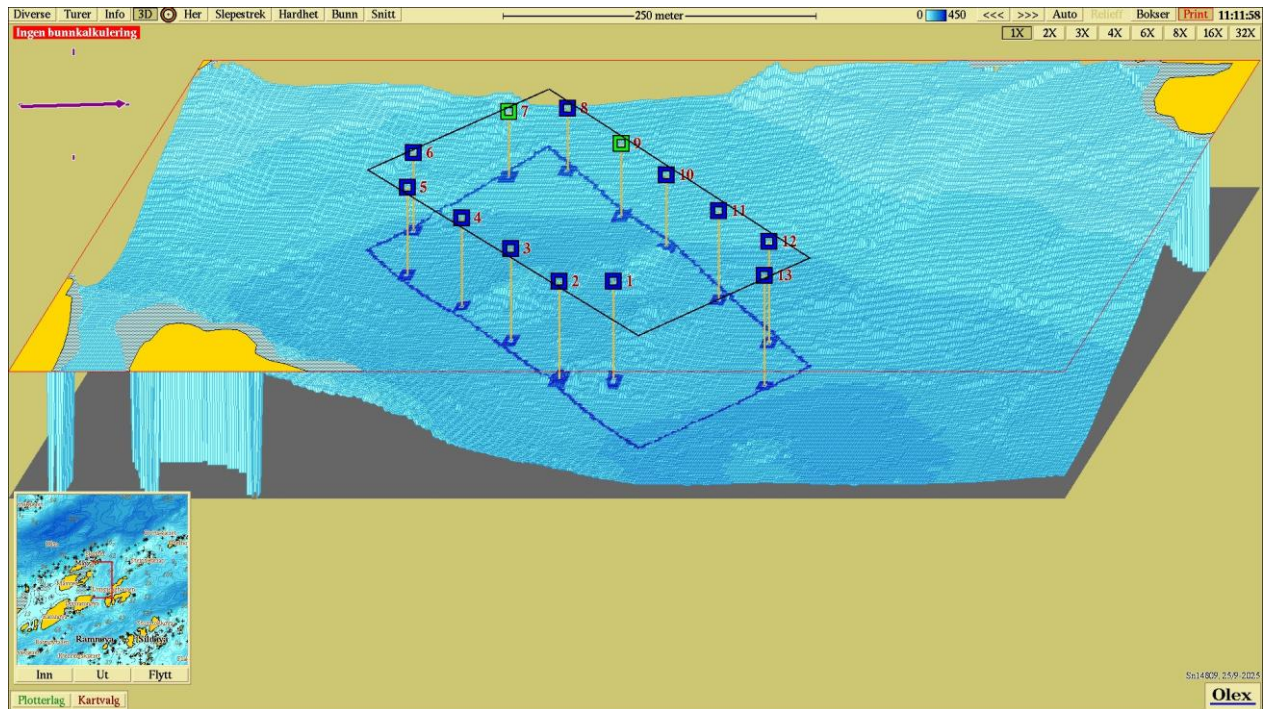 Diverse Turer Info 3D Her Slepestrek Hardhet Bunn Snitt 250 meter 0 450 <<< >>> Auto Relieff Bokser Print 11:11:58
Ingen bunnkalkulering 1X 2X 3X 4X 6X 8X 16X 32X
7 8
9
6 10
5 11
4 12
3 13
2 1
Ramnøya
Inn Ut Flytt
Sn14809, 25/9-2025
Plotterlag Kartvalg Olex